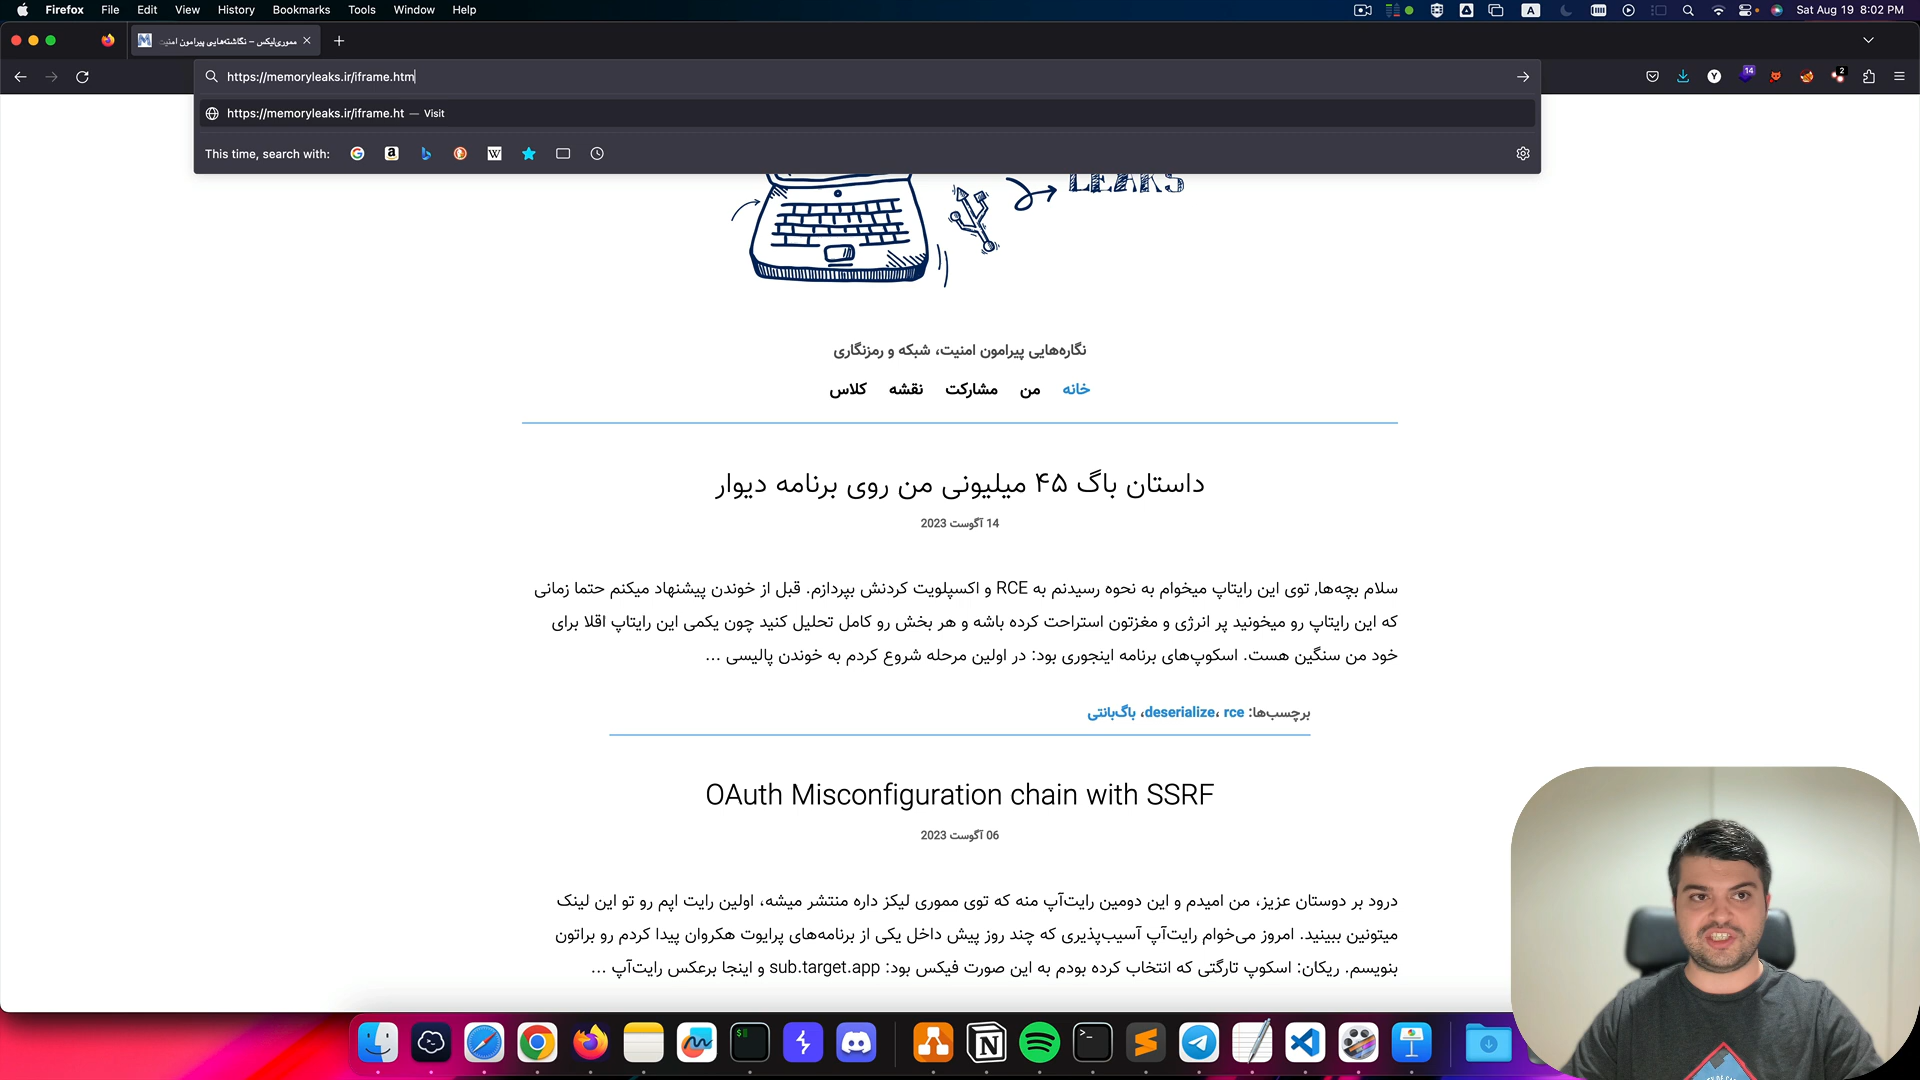 Firefox File Edit View History Bookmarks Tools Window Help
A
Sat Aug 19 8:02 PM
مموری‌لیکس – نگاشته‌هایی پیرامون امنیت
https://memoryleaks.ir/iframe.htm
14
2
https://memoryleaks.ir/iframe.ht — Visit
This time, search with:
LEAKS
نگاره‌هایی پیرامون امنیت، شبکه و رمزنگاری
خانه من مشارکت نقشه کلاس
داستان باگ ۴۵ میلیونی من روی برنامه دیوار
14 آگوست 2023
سلام بچه‌ها, توی این رایتاپ میخوام به نحوه رسیدنم به RCE و اکسپلویت کردنش بپردازم. قبل از خوندن پیشنهاد میکنم حتما زمانی
که این رایتاپ رو میخونید پر انرژی و مغزتون استراحت کرده باشه و هر بخش رو کامل تحلیل کنید چون یکمی این رایتاپ اقلا برای
خود من سنگین هست. اسکوپ‌های برنامه اینجوری بود: در اولین مرحله شروع کردم به خوندن پالیسی ...
برچسب‌ها: deserialize، rce، باگ‌بانتی
OAuth Misconfiguration chain with SSRF
06 آگوست 2023
درود بر دوستان عزیز، من امیدم و این دومین رایت‌آپ منه که توی مموری لیکز داره منتشر میشه، اولین رایت اپم رو تو این لینک
میتونین ببینید. امروز می‌خوام رایت‌آپ آسیب‌پذیری که چند روز پیش داخل یکی از برنامه‌های پرایوت هکروان پیدا کردم رو براتون
بنویسم. ریکان: اسکوپ تارگتی که انتخاب کرده بودم به این صورت فیکس بود: sub.target.app و اینجا برعکس رایت‌آپ ...